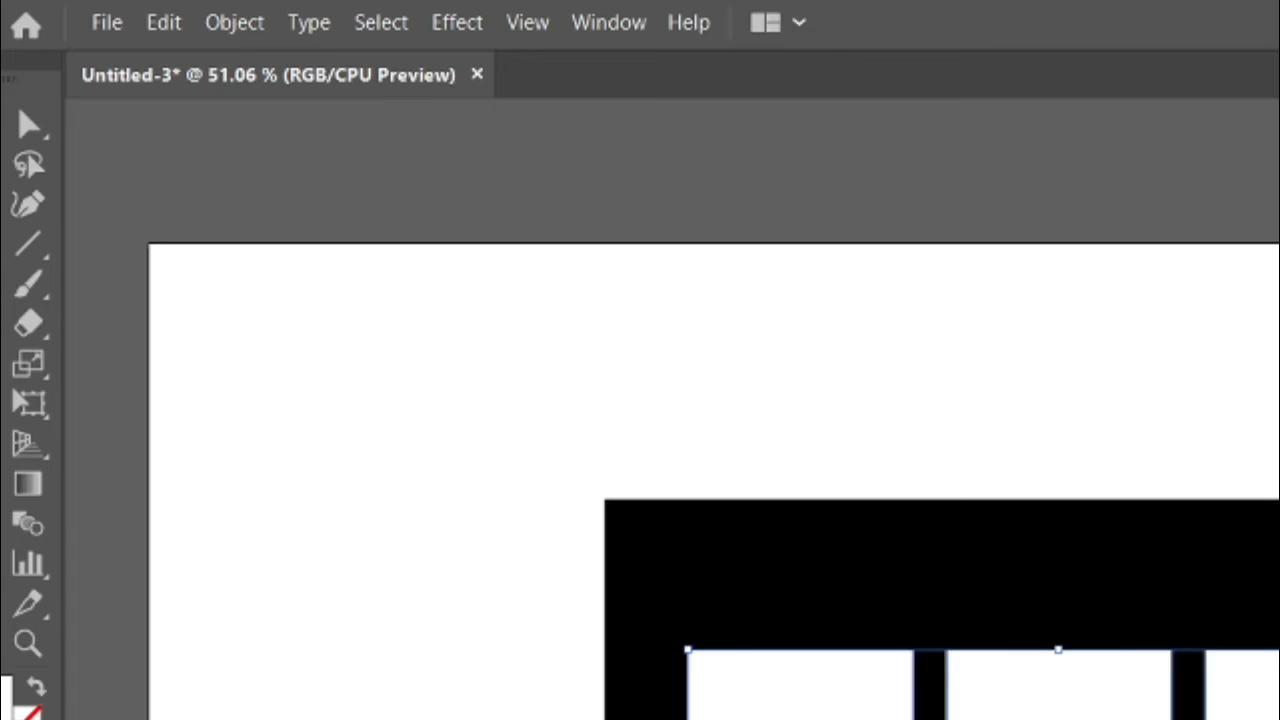 File Edit Object Type Select Effect View Window Help
Untitled-3* @ 51.06 % (RGB/CPU Preview) ×